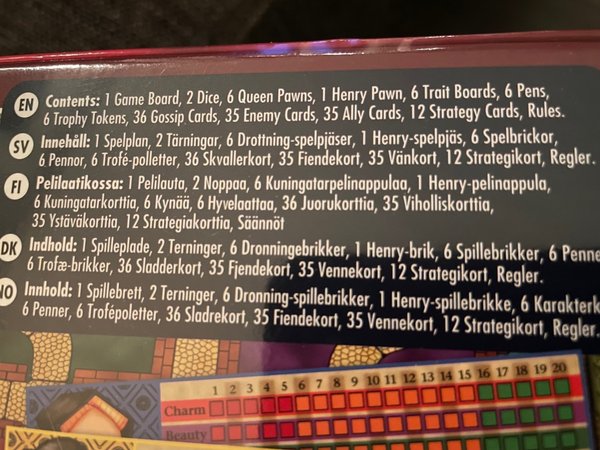 EN Contents: 1 Game Board, 2 Dice, 6 Queen Pawns, 1 Henry Pawn, 6 Trait Boards, 6 Pens,
6 Trophy Tokens, 36 Gossip Cards, 35 Enemy Cards, 35 Ally Cards, 12 Strategy Cards, Rules.
SV Innehåll: 1 Spelplan, 2 Tärningar, 6 Drottning-spelpjäser, 1 Henry-spelpjäs, 6 Spelbrickor,
6 Pennor, 6 Trofé-polletter, 36 Skvallerkort, 35 Fiendekort, 35 Vänkort, 12 Strategikort, Regler.
FI Pelilaatikossa: 1 Pelilauta, 2 Noppaa, 6 Kuningatarpelinappulaa, 1 Henry-pelinappula,
6 Kuningatarkorttia, 6 Kynää, 6 Hyvelaattaa, 36 Juorukorttia, 35 Viholliskorttia,
35 Ystäväkorttia, 12 Strategiakorttia, Säännöt
DK Indhold: 1 Spilleplade, 2 Terninger, 6 Dronningebrikker, 1 Henry-brik, 6 Spillebrikker, 6 Penne
6 Trofæ-brikker, 36 Sladderkort, 35 Fjendekort, 35 Vennekort, 12 Strategikort, Regler.
NO Innhold: 1 Spillebrett, 2 Terninger, 6 Dronning-spillebrikker, 1 Henry-spillebrikke, 6 Karakterk
6 Penner, 6 Trofépoletter, 36 Sladrekort, 35 Fiendekort, 35 Vennekort, 12 Strategikort, Regler.
1 2 3 4 5 6 7 8 9 10 11 12 13 14 15 16 17 18 19 20
Charm
Beauty